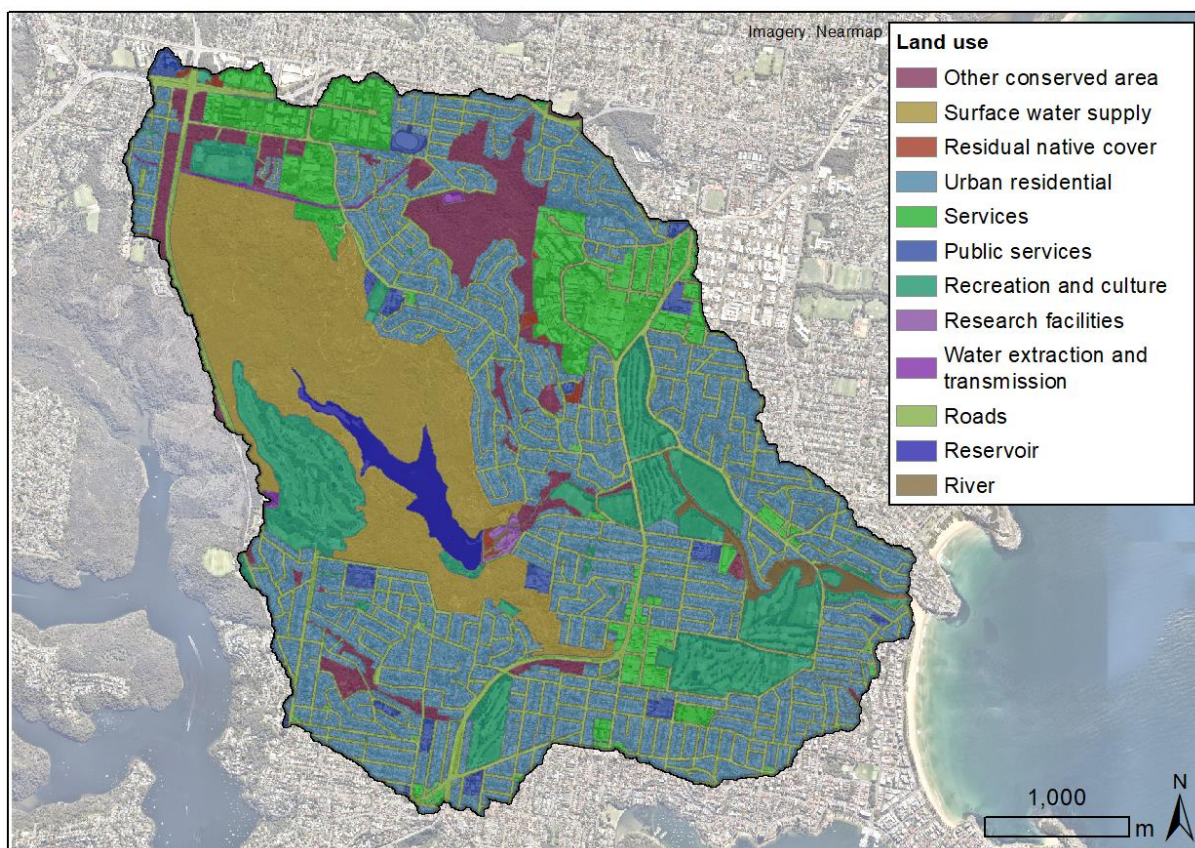 Imagery: Nearmap
Land use
Other conserved area
Surface water supply
Residual native cover
Urban residential
Services
Public services
Recreation and culture
Research facilities
Water extraction and
transmission
Roads
Reservoir
River
N
1,000
m